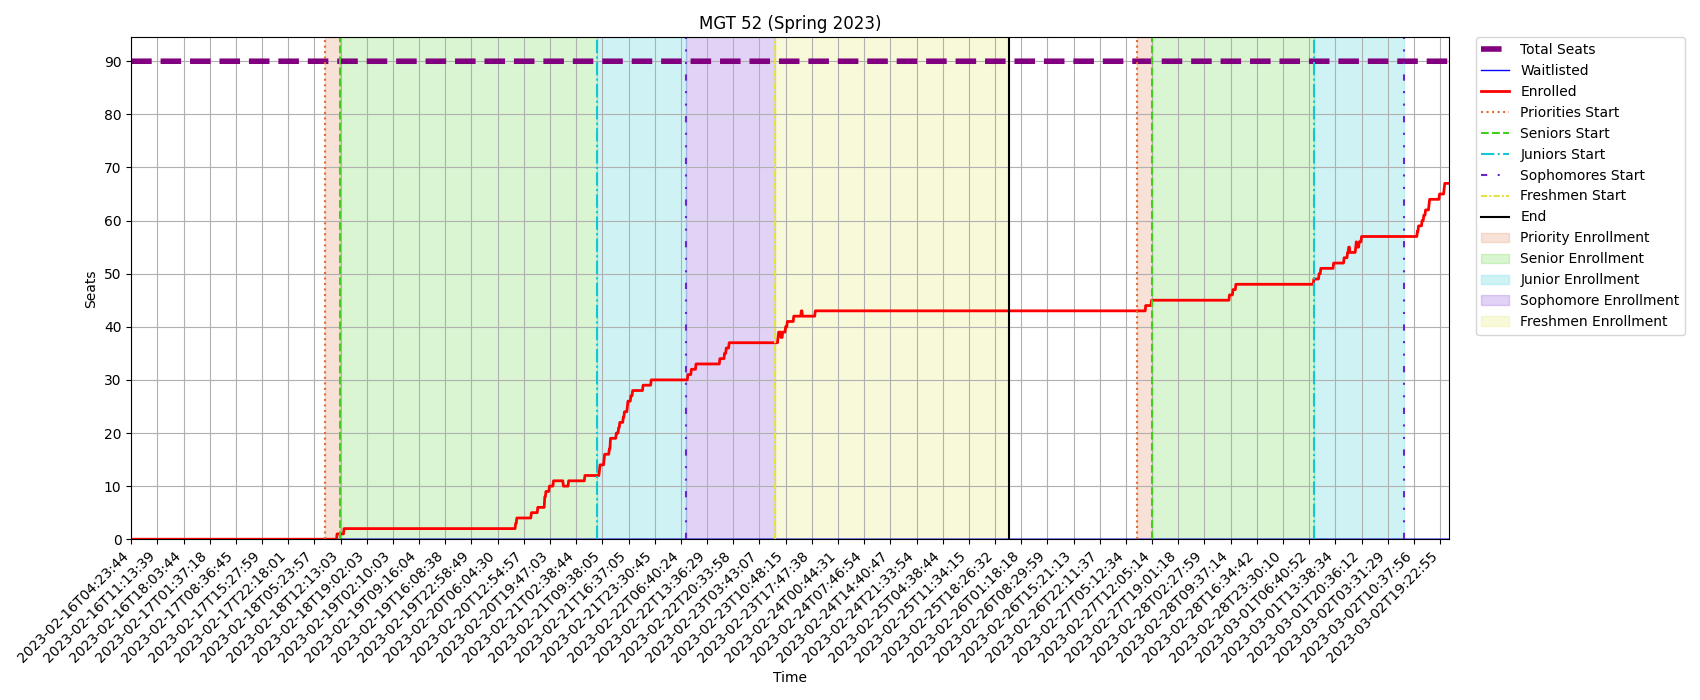 MGT 52 (Spring 2023)
Seats
90
80
70
60
50
40
30
20
10
0
2023-02-16T04:23:44
2023-02-16T11:13:39
2023-02-16T18:03:44
2023-02-17T01:37:18
2023-02-17T08:36:45
2023-02-17T15:27:59
2023-02-17T22:18:01
2023-02-18T05:23:57
2023-02-18T12:13:03
2023-02-18T19:02:03
2023-02-19T02:10:03
2023-02-19T09:16:04
2023-02-19T16:08:38
2023-02-19T22:58:49
2023-02-20T06:04:30
2023-02-20T12:54:57
2023-02-20T19:47:03
2023-02-21T02:38:44
2023-02-21T09:38:05
2023-02-21T16:37:05
2023-02-21T23:30:45
2023-02-22T06:40:24
2023-02-22T13:36:29
2023-02-22T20:33:58
2023-02-23T03:43:07
2023-02-23T10:48:15
2023-02-23T17:47:38
2023-02-24T00:44:31
2023-02-24T07:46:54
2023-02-24T14:40:47
2023-02-24T21:33:54
2023-02-25T04:38:44
2023-02-25T11:34:15
2023-02-25T18:26:32
2023-02-26T01:18:18
2023-02-26T08:29:59
2023-02-26T15:21:13
2023-02-26T22:11:37
2023-02-27T05:12:34
2023-02-27T12:05:14
2023-02-27T19:01:18
2023-02-28T02:27:59
2023-02-28T09:37:14
2023-02-28T16:34:42
2023-02-28T23:30:10
2023-03-01T06:40:52
2023-03-01T13:38:34
2023-03-01T20:36:12
2023-03-02T03:31:29
2023-03-02T10:37:56
2023-03-02T19:22:55
Time
Total Seats
Waitlisted
Enrolled
Priorities Start
Seniors Start
Juniors Start
Sophomores Start
Freshmen Start
End
Priority Enrollment
Senior Enrollment
Junior Enrollment
Sophomore Enrollment
Freshmen Enrollment